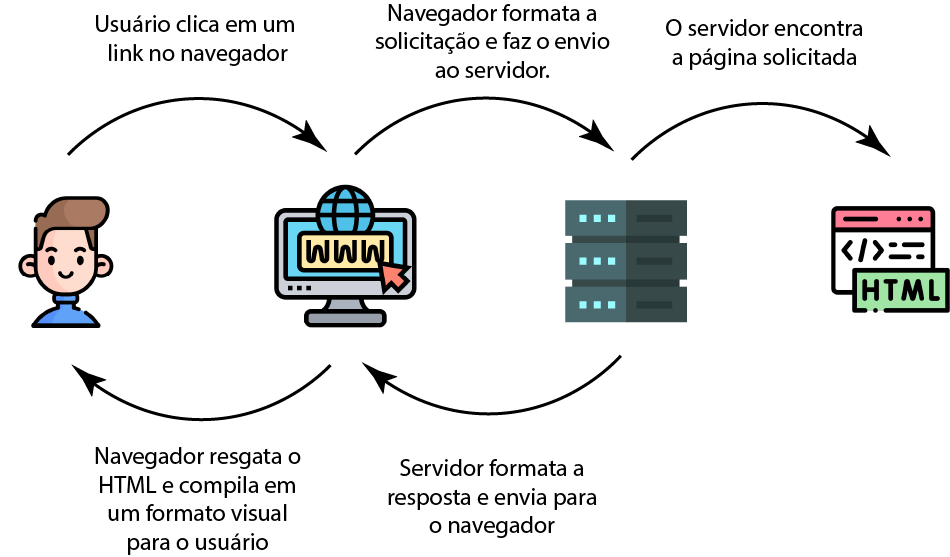 Usuário clica em um
link no navegador
Navegador formata a
solicitação e faz o envio
ao servidor.
O servidor encontra
a página solicitada
WWW
</>
HTML
Navegador resgata o
HTML e compila em
um formato visual
para o usuário
Servidor formata a
resposta e envia para
o navegador